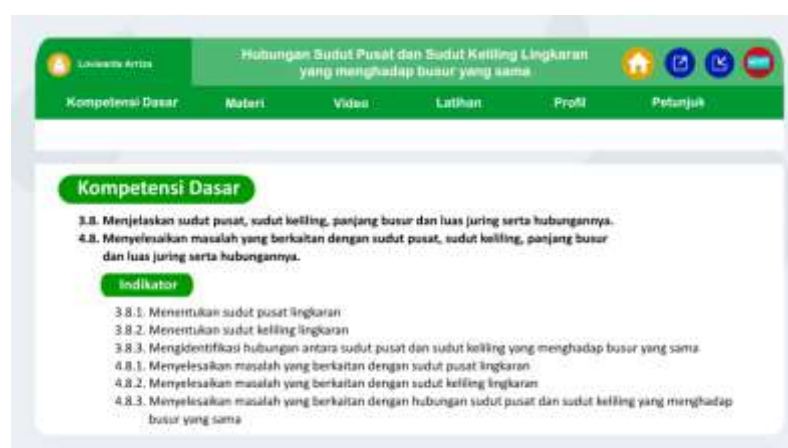 Lovieanta Arriza
Hubungan Sudut Pusat dan Sudut Keliling Lingkaran
yang menghadap busur yang sama
Kompetensi Dasar Materi Video Latihan Profil Petunjuk
Kompetensi Dasar
3.8. Menjelaskan sudut pusat, sudut keliling, panjang busur dan luas juring serta hubungannya.
4.8. Menyelesaikan masalah yang berkaitan dengan sudut pusat, sudut keliling, panjang busur
dan luas juring serta hubungannya.
Indikator
3.8.1. Menentukan sudut pusat lingkaran
3.8.2. Menentukan sudut keliling lingkaran
3.8.3. Mengidentifikasi hubungan antara sudut pusat dan sudut keliling yang menghadap busur yang sama
4.8.1. Menyelesaikan masalah yang berkaitan dengan sudut pusat lingkaran
4.8.2. Menyelesaikan masalah yang berkaitan dengan sudut keliling lingkaran
4.8.3. Menyelesaikan masalah yang berkaitan dengan hubungan sudut pusat dan sudut keliling yang menghadap
busur yang sama